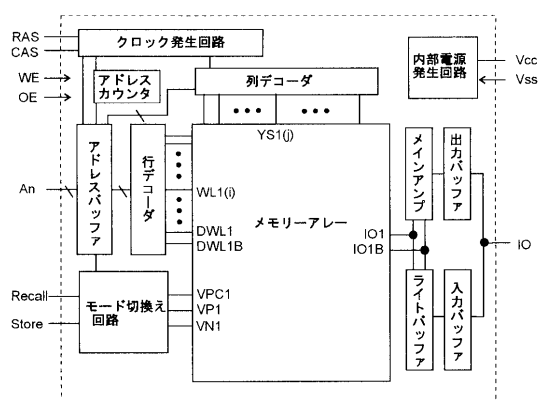 RAS
CAS
クロック発生回路
WE
OE
アドレス
カウンタ
列デコーダ
内部電源
発生回路
Vcc
Vss
YS1(j)
An
アドレスバッファ
行デコーダ
WL1(i)
DWL1
DWL1B
メモリーアレー
IO1
IO1B
メインアンプ
出力バッファ
IO
ライトバッファ
入力バッファ
Recall
Store
モード切換え
回路
VPC1
VP1
VN1